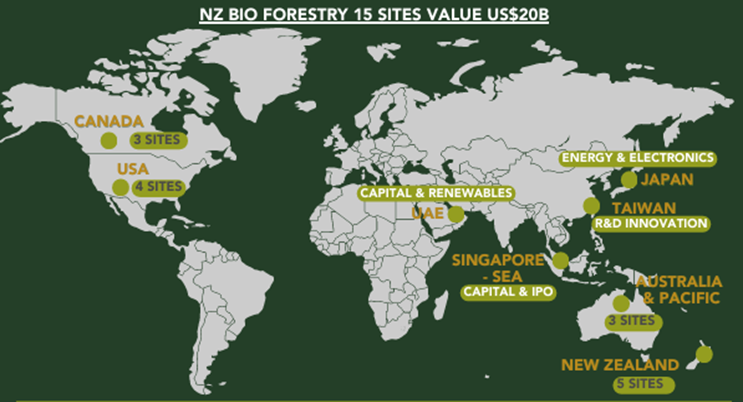 NZ BIO FORESTRY 15 SITES VALUE US$20B
CANADA
3 SITES
USA
4 SITES
ENERGY & ELECTRONICS
JAPAN
CAPITAL & RENEWABLES
UAE
TAIWAN
R&D INNOVATION
SINGAPORE
- SEA
CAPITAL & IPO
AUSTRALIA
& PACIFIC
3 SITES
NEW ZEALAND
5 SITES